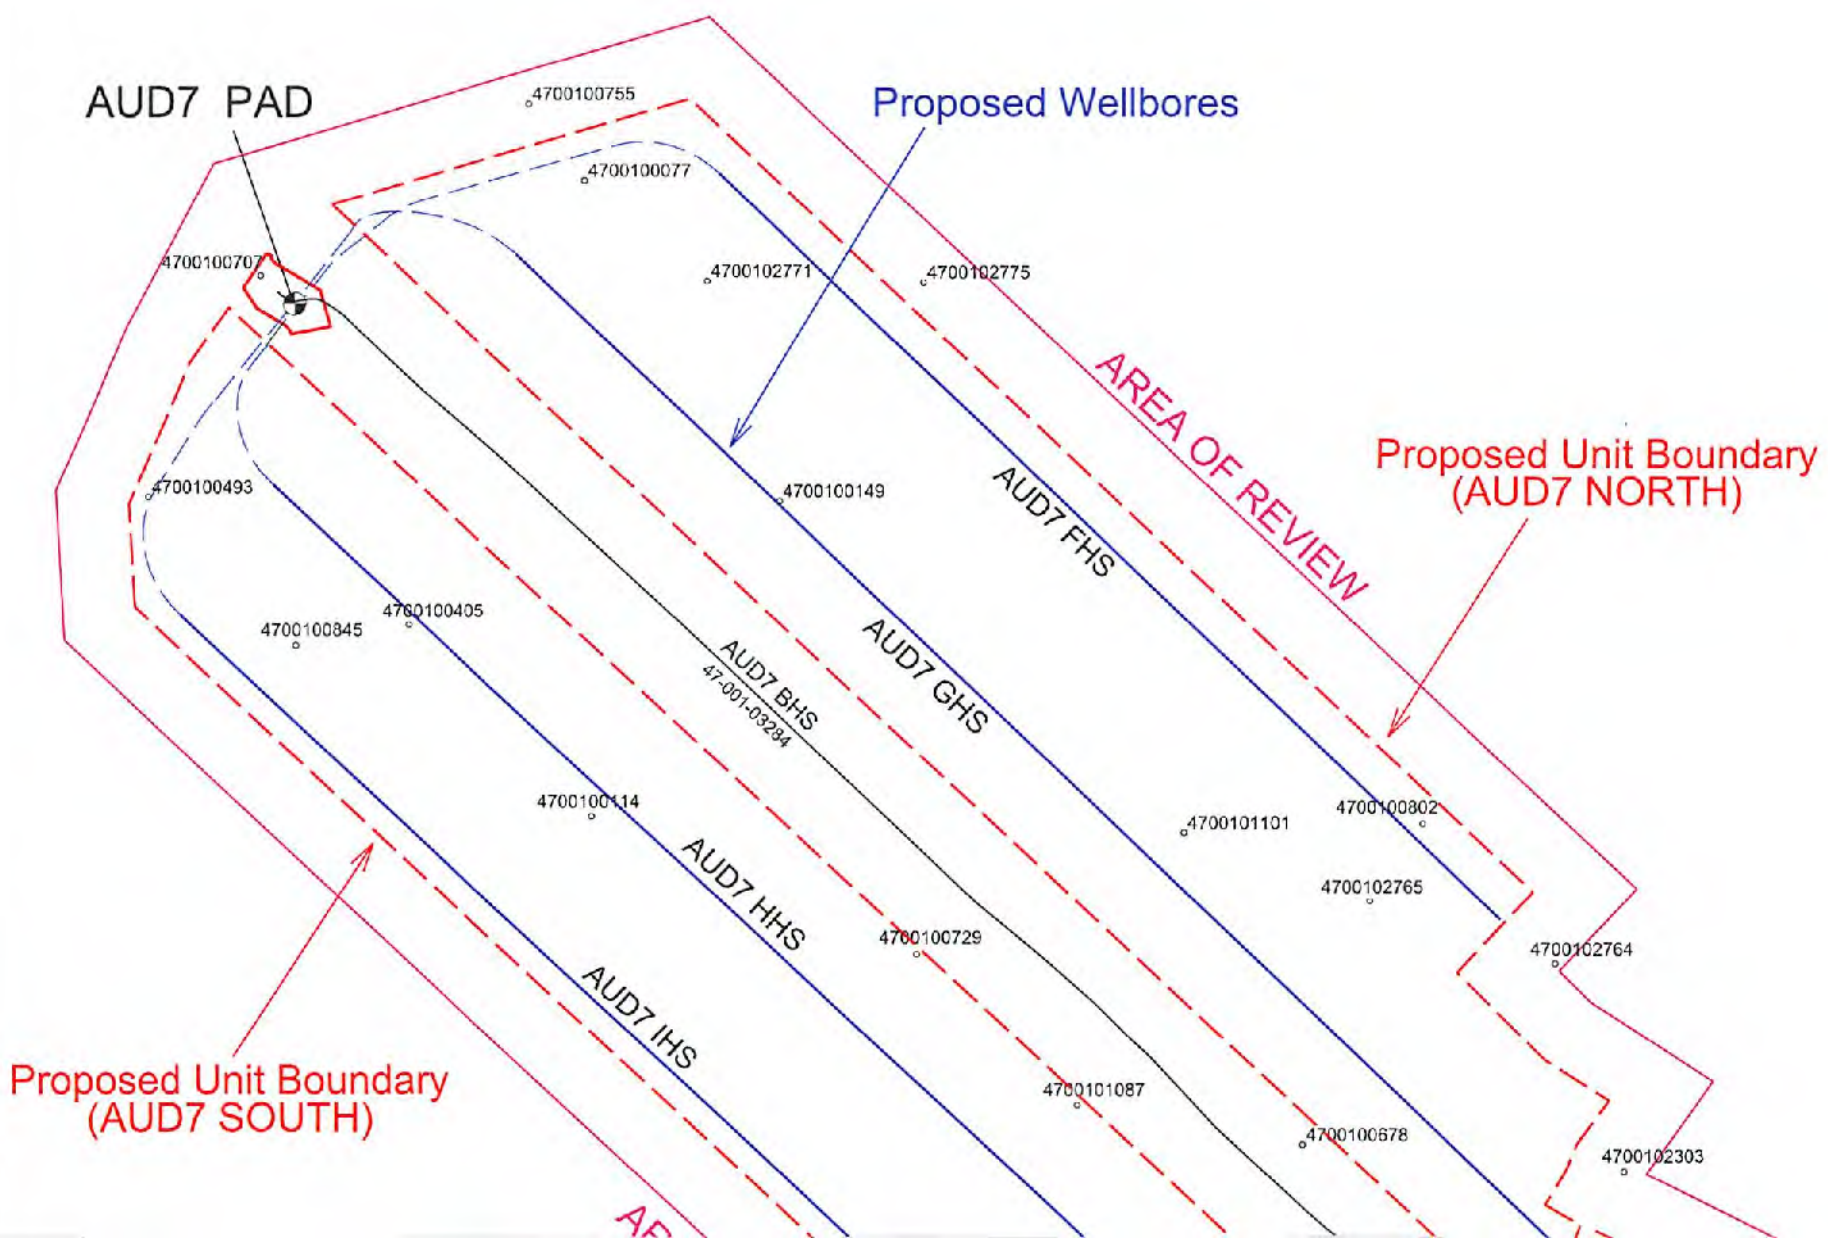 4700100755
AUD7 PAD
Proposed Wellbores
4700100077
4700100707
4700102771
4700102775
AREA OF REVIEW
Proposed Unit Boundary
(AUD7 NORTH)
4700100493
4700100149
AUD7 FHS
4700100405
4700100845
AUD7 BHS
47-001-03284
AUD7 GHS
4700100114
4700101101
4700100802
4700102765
AUD7 HHS
4700100729
4700102764
AUD7 IHS
Proposed Unit Boundary
(AUD7 SOUTH)
4700101087
4700100678
4700102303